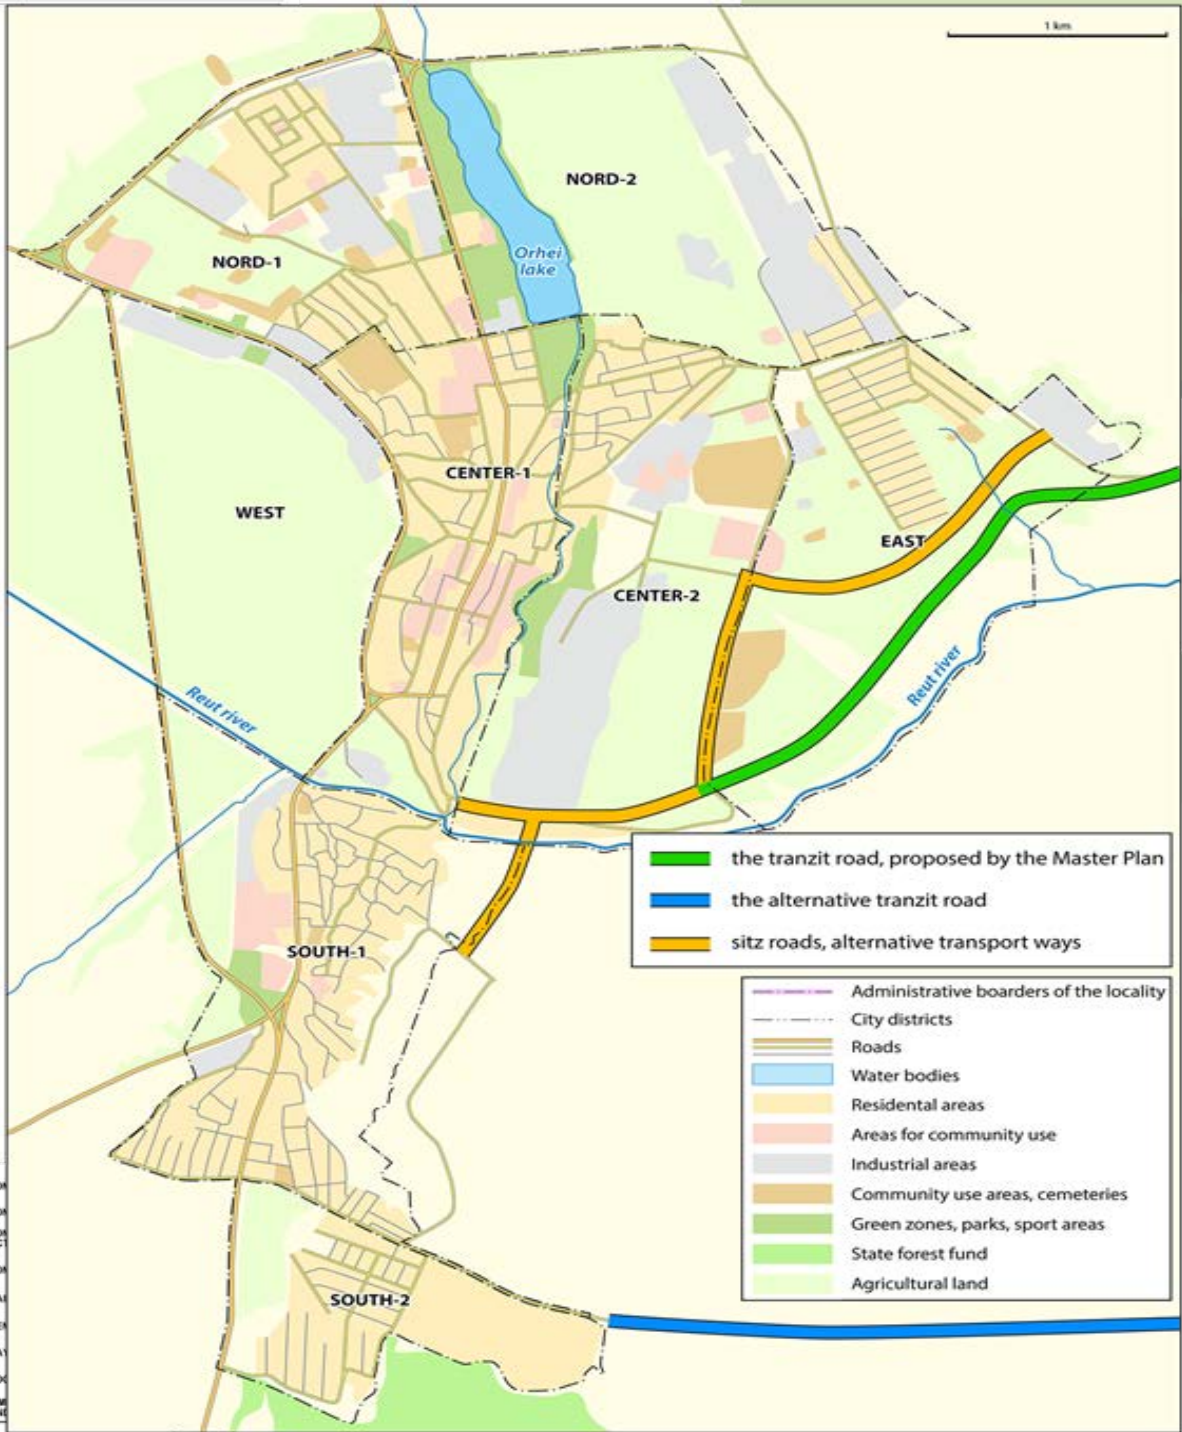 1 km
NORD-2
Orhei
lake
NORD-1
CENTER-1
WEST
EAST
CENTER-2
Reut river
Reut river
the tranzit road, proposed by the Master Plan
the alternative tranzit road
sitz roads, alternative transport ways
SOUTH-1
Administrative boarders of the locality
City districts
Roads
Water bodies
Residental areas
Areas for community use
Industrial areas
Community use areas, cemeteries
Green zones, parks, sport areas
State forest fund
Agricultural land
SOUTH-2